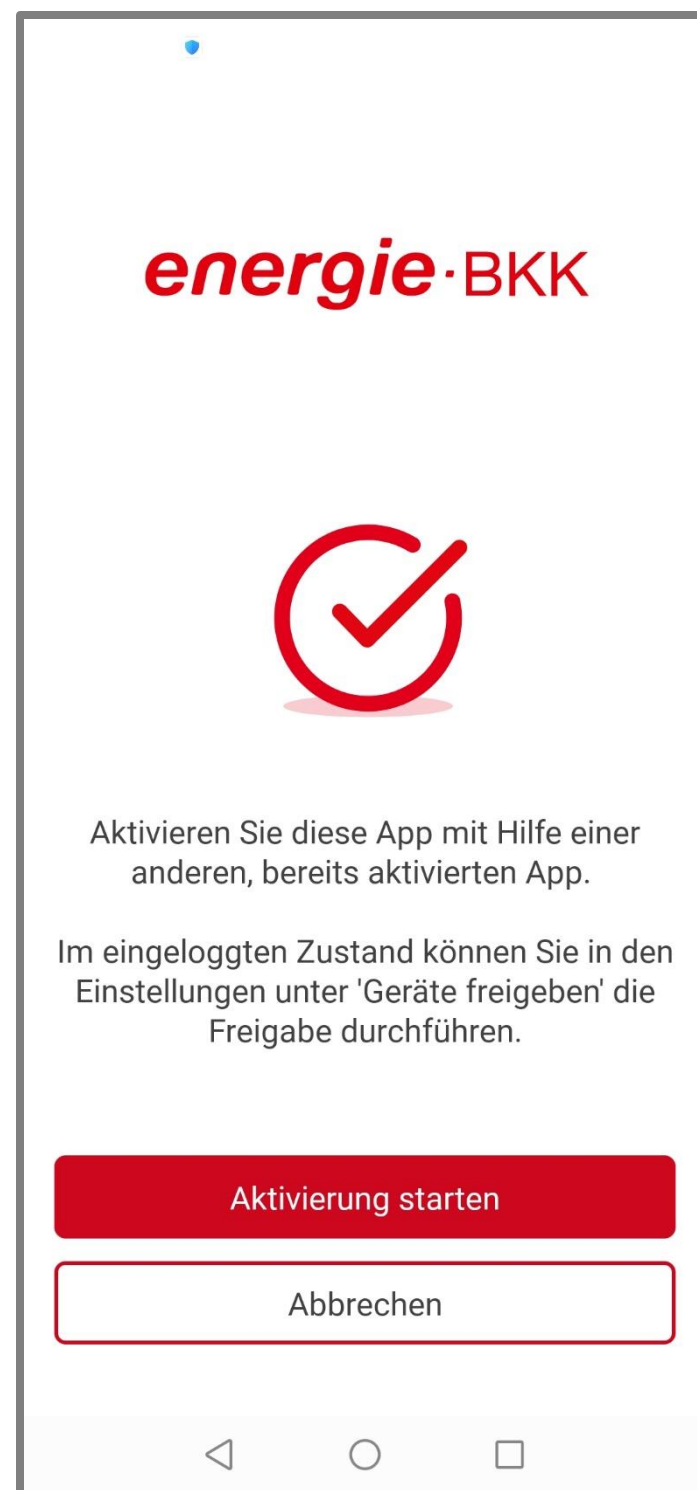 energie·BKK
Aktivieren Sie diese App mit Hilfe einer
anderen, bereits aktivierten App.
Im eingeloggten Zustand können Sie in den
Einstellungen unter 'Geräte freigeben' die
Freigabe durchführen.
Aktivierung starten
Abbrechen